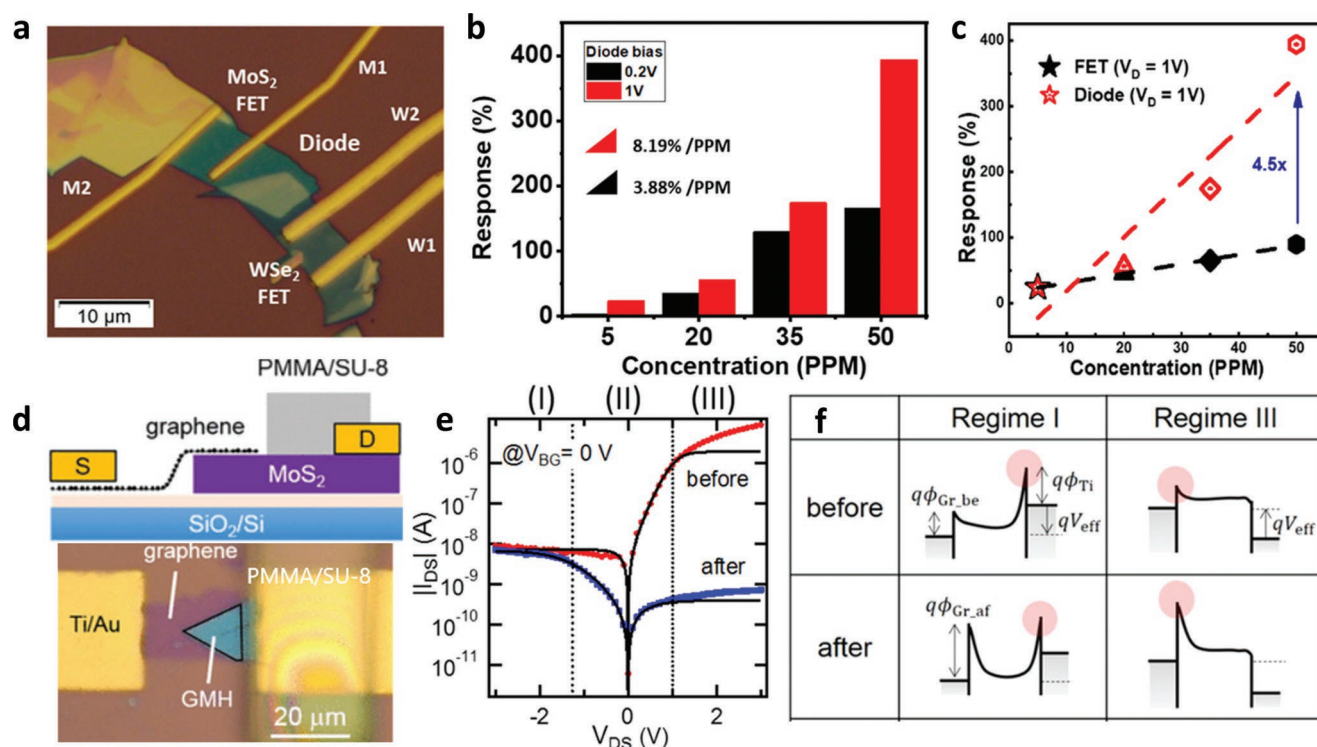 a
MoS2
FET
M1
W2
Diode
M2
WSe2
FET
W1
10 μm
b
Diode bias
0.2V
1V
8.19% /PPM
3.88% /PPM
Response (%)
400
300
200
100
0
5 20 35 50
Concentration (PPM)
c
FET (VD = 1V)
Diode (VD = 1V)
4.5x
Response (%)
400
300
200
100
0
0 10 20 30 40 50
Concentration (PPM)
d
PMMA/SU-8
graphene
S
D
MoS2
SiO2/Si
graphene
PMMA/SU-8
Ti/Au
GMH
20 μm
e
(I) (II) (III)
@VBG= 0 V
before
after
|IDS| (A)
10-6
10-7
10-8
10-9
10-10
10-11
-2 0 2
VDS (V)
f
Regime I Regime III
before
qϕGr_be
qϕTi
qVeff
qVeff
after
qϕGr_af